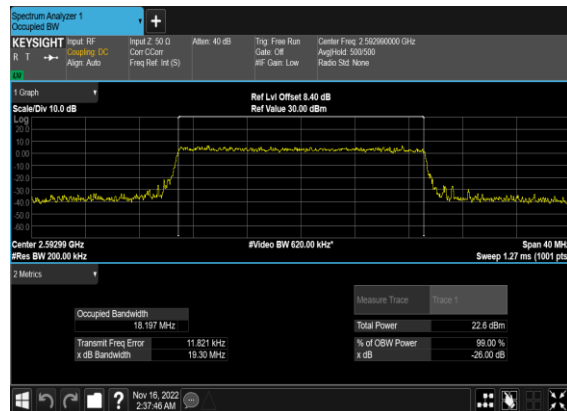 Spectrum Analyzer 1
Occupied BW
KEYSIGHT Input: RF Input Z: 50 Ω Atten: 40 dB Trig: Free Run Center Freq: 2.592990000 GHz
R T Coupling: DC Corr CCorr Gate: Off Avg|Hold: 500/500
Align: Auto Freq Ref: Int (S) #IF Gain: Low Radio Std: None
LW
1 Graph
Ref Lvl Offset 8.40 dB
Scale/Div 10.0 dB Ref Value 30.00 dBm
Log
20.0
10.0
0.00
-10.0
-20.0
-30.0
-40.0
-50.0
-60.0
Center 2.59299 GHz #Video BW 620.00 kHz* Span 40 MHz
#Res BW 200.00 kHz Sweep 1.27 ms (1001 pts
2 Metrics
Measure Trace Trace 1
Occupied Bandwidth
18.197 MHz Total Power 22.6 dBm
Transmit Freq Error 11.821 kHz % of OBW Power 99.00 %
x dB Bandwidth 19.30 MHz x dB -26.00 dB
Nov 16, 2022
2:37:46 AM